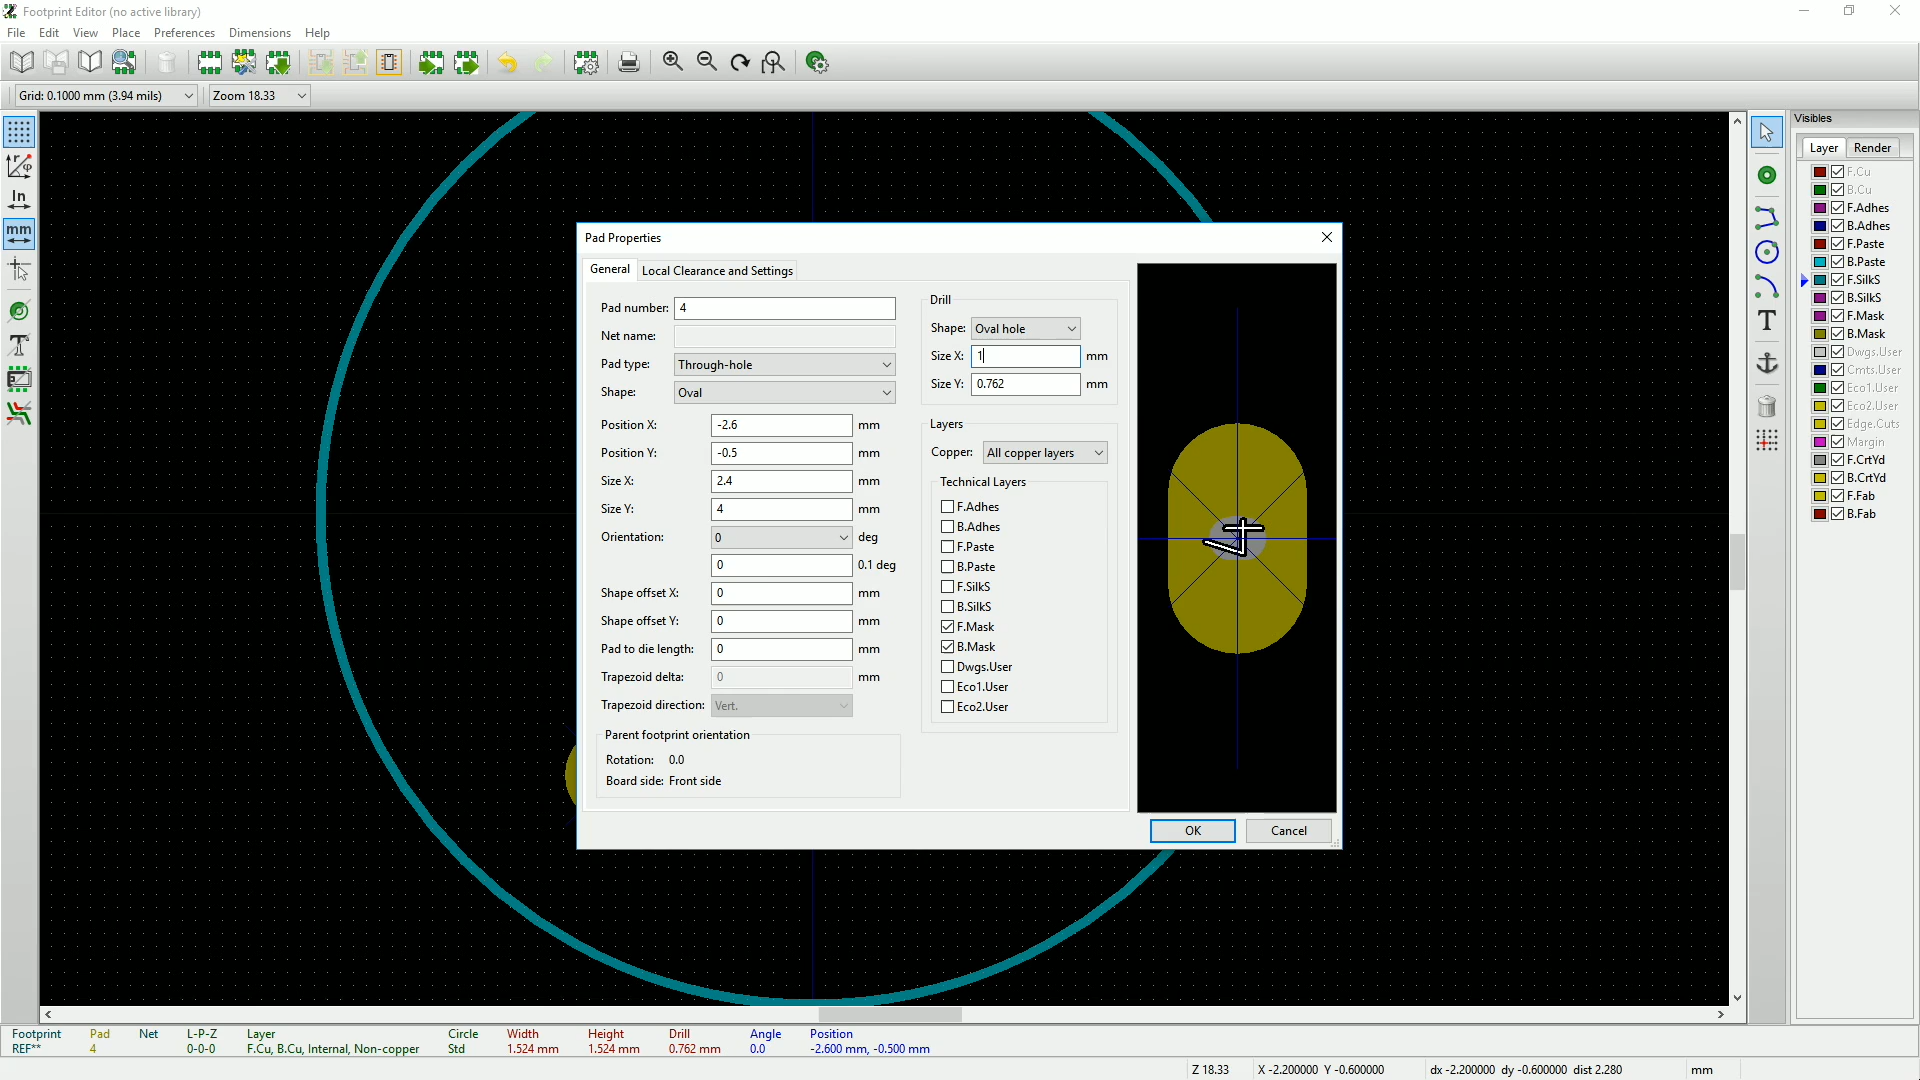 Footprint Editor (no active library)
File Edit View Place Preferences Dimensions Help
Grid: 0.1000 mm (3.94 mils) Zoom 18.33
In
mm
Visibles
Layer Render
F.Cu
B.Cu
F.Adhes
B.Adhes
F.Paste
B.Paste
F.SilkS
B.SilkS
F.Mask
B.Mask
Dwgs.User
Cmts.User
Eco1.User
Eco2.User
Edge.Cuts
Margin
F.CrtYd
B.CrtYd
F.Fab
B.Fab
Pad Properties
General Local Clearance and Settings
Pad number: 4
Net name:
Pad type: Through-hole
Shape: Oval
Position X: -2.6 mm
Position Y: -0.5 mm
Size X: 2.4 mm
Size Y: 4 mm
Orientation: 0 deg
0 0.1 deg
Shape offset X: 0 mm
Shape offset Y: 0 mm
Pad to die length: 0 mm
Trapezoid delta: 0 mm
Trapezoid direction: Vert.
Parent footprint orientation
Rotation: 0.0
Board side: Front side
Drill
Shape: Oval hole
Size X: 1 mm
Size Y: 0.762 mm
Layers
Copper: All copper layers
Technical Layers
F.Adhes
B.Adhes
F.Paste
B.Paste
F.SilkS
B.SilkS
F.Mask
B.Mask
Dwgs.User
Eco1.User
Eco2.User
4
OK Cancel
Footprint Pad Net L-P-Z Layer Circle Width Height Drill Angle Position
REF** 4 0-0-0 F.Cu, B.Cu, Internal, Non-copper Std 1.524 mm 1.524 mm 0.762 mm 0.0 -2.600 mm, -0.500 mm
Z 18.33 X -2.200000 Y -0.600000 dx -2.200000 dy -0.600000 dist 2.280 mm